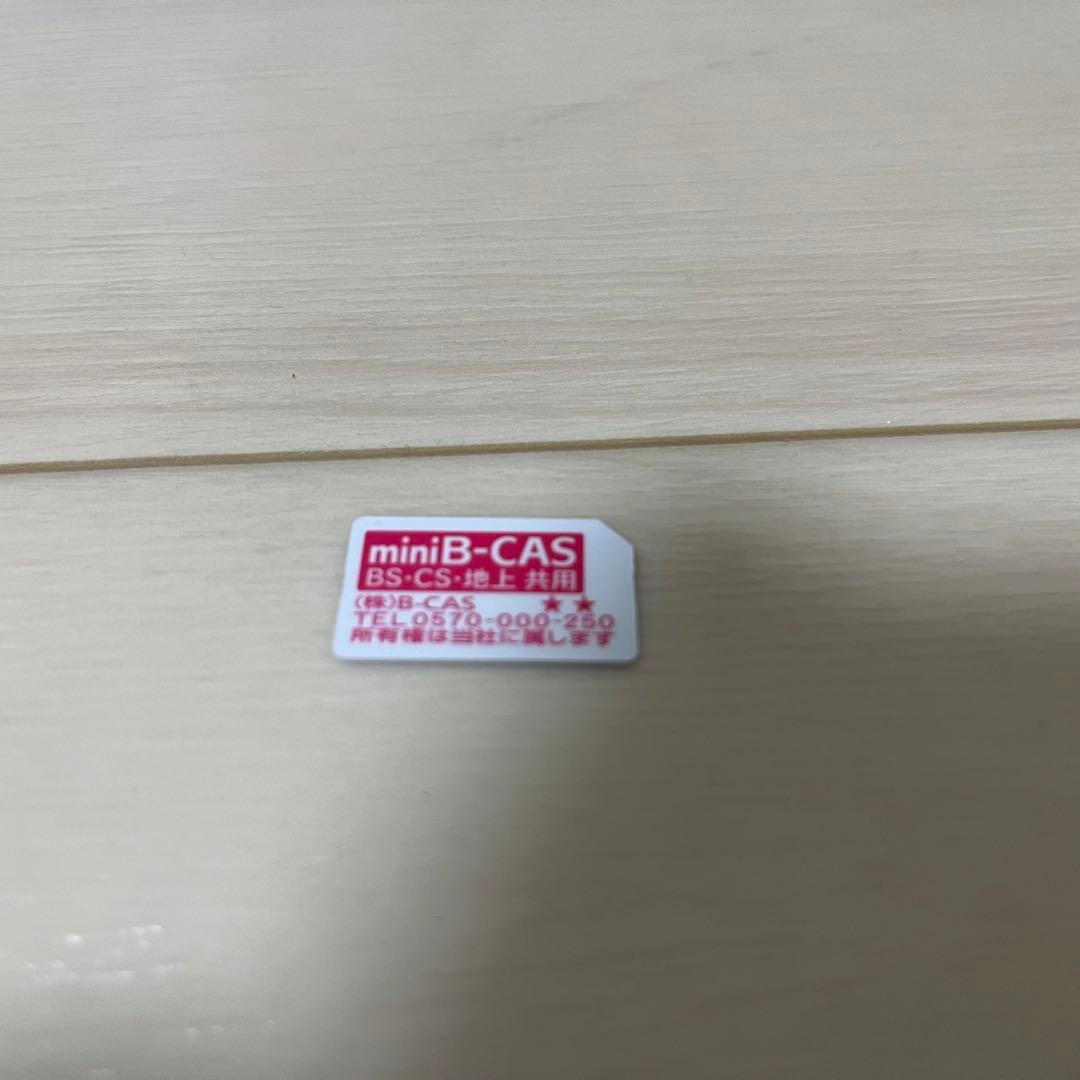 miniB-CAS
BS・CS・地上 共用
(株)B-CAS ★ ★
TEL 0570-000-250
所有権は当社に属します